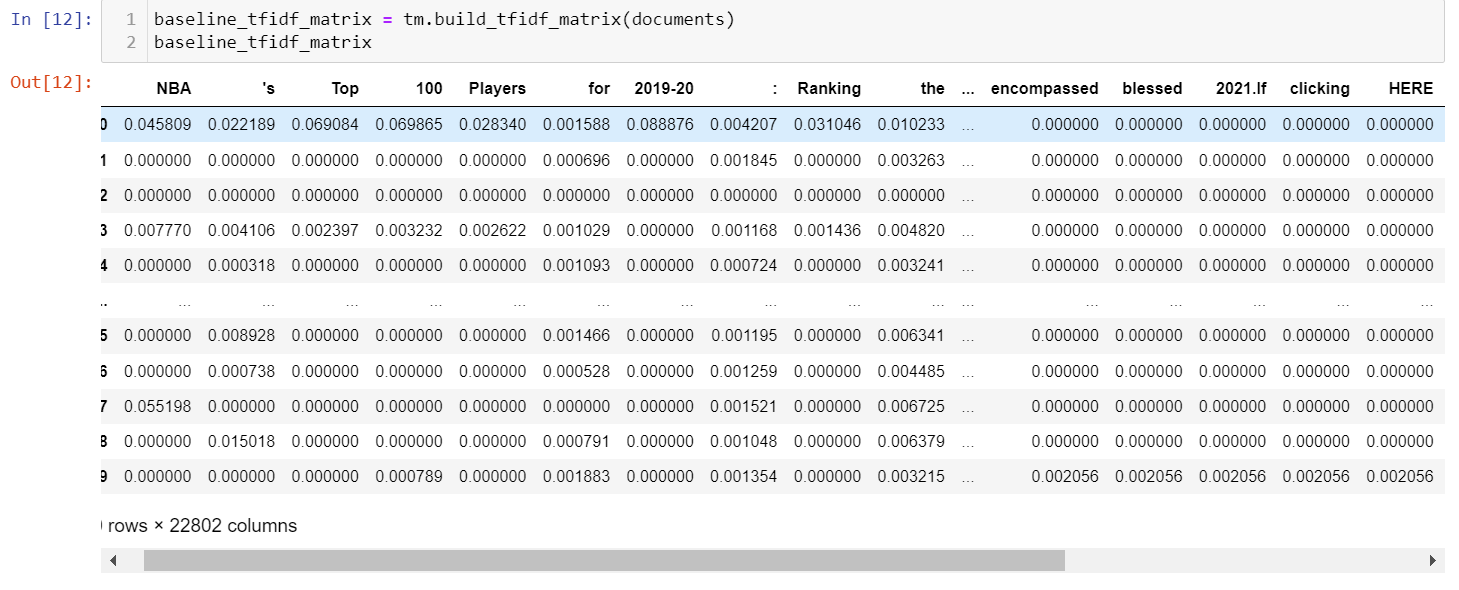 In [12]: 1 baseline_tfidf_matrix = tm.build_tfidf_matrix(documents)
2 baseline_tfidf_matrix
Out[12]:
NBA 's Top 100 Players for 2019-20 : Ranking the ... encompassed blessed 2021.If clicking HERE
0 0.045809 0.022189 0.069084 0.069865 0.028340 0.001588 0.088876 0.004207 0.031046 0.010233 ... 0.000000 0.000000 0.000000 0.000000 0.000000
1 0.000000 0.000000 0.000000 0.000000 0.000000 0.000696 0.000000 0.001845 0.000000 0.003263 ... 0.000000 0.000000 0.000000 0.000000 0.000000
2 0.000000 0.000000 0.000000 0.000000 0.000000 0.000000 0.000000 0.000000 0.000000 0.000000 ... 0.000000 0.000000 0.000000 0.000000 0.000000
3 0.007770 0.004106 0.002397 0.003232 0.002622 0.001029 0.000000 0.001168 0.001436 0.004820 ... 0.000000 0.000000 0.000000 0.000000 0.000000
4 0.000000 0.000318 0.000000 0.000000 0.000000 0.001093 0.000000 0.000724 0.000000 0.003241 ... 0.000000 0.000000 0.000000 0.000000 0.000000
.. ... ... ... ... ... ... ... ... ... ... ... ... ... ... ... ...
5 0.000000 0.008928 0.000000 0.000000 0.000000 0.001466 0.000000 0.001195 0.000000 0.006341 ... 0.000000 0.000000 0.000000 0.000000 0.000000
6 0.000000 0.000738 0.000000 0.000000 0.000000 0.000528 0.000000 0.001259 0.000000 0.004485 ... 0.000000 0.000000 0.000000 0.000000 0.000000
7 0.055198 0.000000 0.000000 0.000000 0.000000 0.000000 0.000000 0.001521 0.000000 0.006725 ... 0.000000 0.000000 0.000000 0.000000 0.000000
8 0.000000 0.015018 0.000000 0.000000 0.000000 0.000791 0.000000 0.001048 0.000000 0.006379 ... 0.000000 0.000000 0.000000 0.000000 0.000000
9 0.000000 0.000000 0.000000 0.000789 0.000000 0.001883 0.000000 0.001354 0.000000 0.003215 ... 0.002056 0.002056 0.002056 0.002056 0.002056
rows × 22802 columns